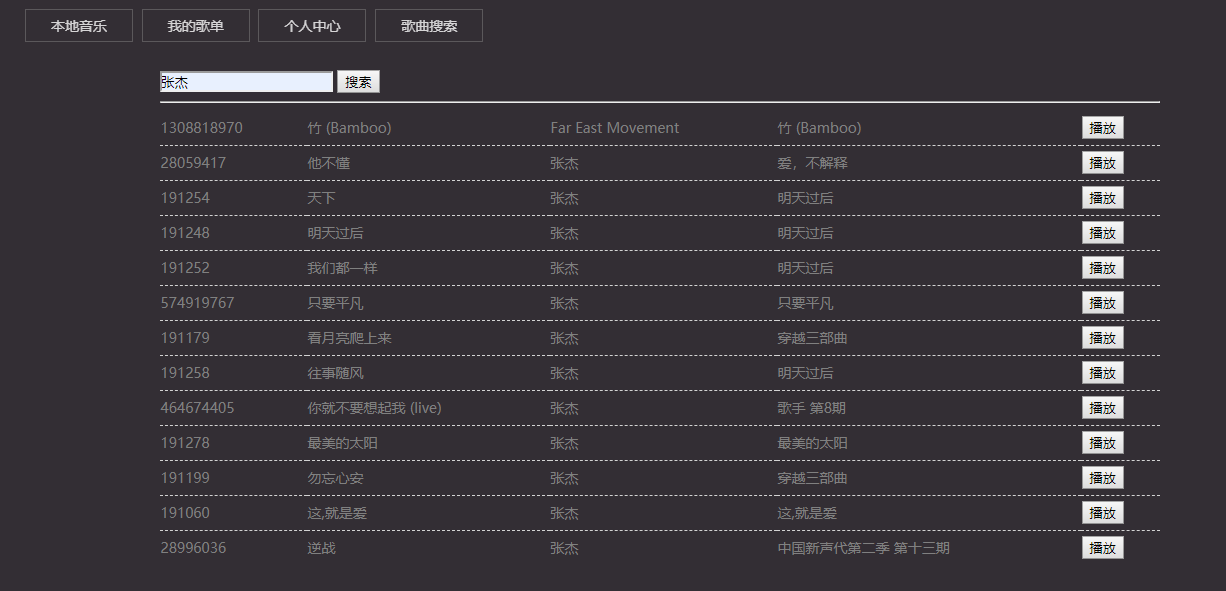 本地音乐 我的歌单 个人中心 歌曲搜索
张杰 搜索
1308818970 竹 (Bamboo) Far East Movement 竹 (Bamboo) 播放
28059417 他不懂 张杰 爱，不解释 播放
191254 天下 张杰 明天过后 播放
191248 明天过后 张杰 明天过后 播放
191252 我们都一样 张杰 明天过后 播放
574919767 只要平凡 张杰 只要平凡 播放
191179 看月亮爬上来 张杰 穿越三部曲 播放
191258 往事随风 张杰 明天过后 播放
464674405 你就不要想起我 (live) 张杰 歌手 第8期 播放
191278 最美的太阳 张杰 最美的太阳 播放
191199 勿忘心安 张杰 穿越三部曲 播放
191060 这,就是爱 张杰 这,就是爱 播放
28996036 逆战 张杰 中国新声代第二季 第十三期 播放